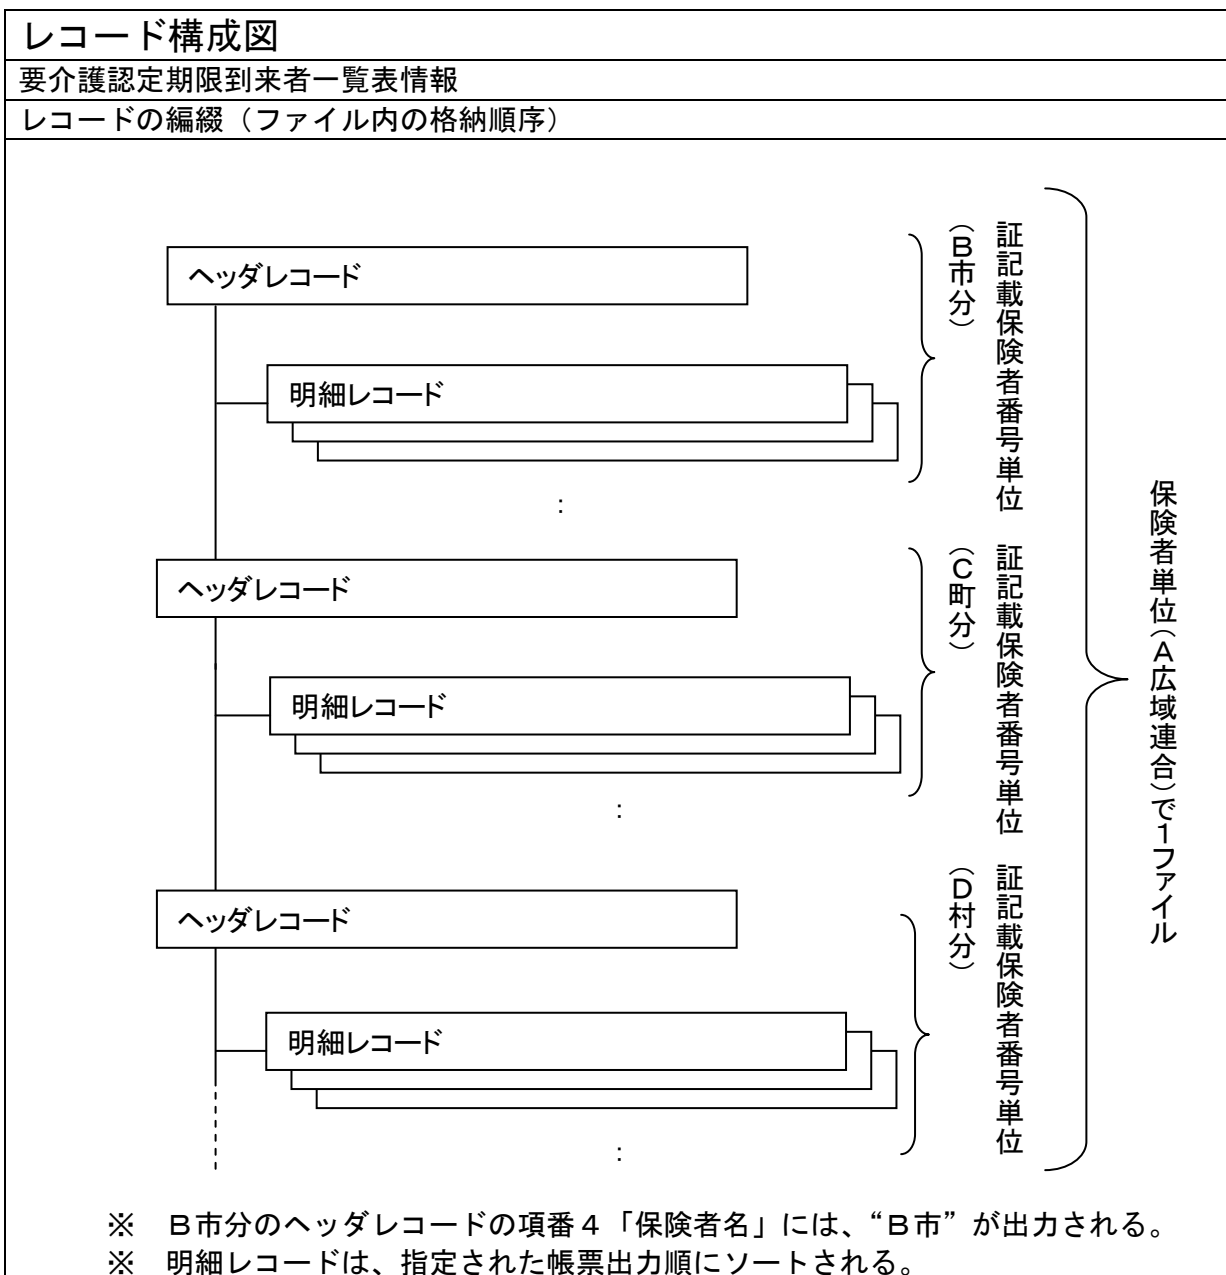 レコード構成図
要介護認定期限到来者一覧表情報
レコードの編綴（ファイル内の格納順序）
ヘッダレコード
明細レコード
：
証記載保険者番号単位
（Ｂ市分）
ヘッダレコード
明細レコード
：
証記載保険者番号単位
（Ｃ町分）
ヘッダレコード
明細レコード
：
証記載保険者番号単位
（Ｄ村分）
保険者単位（Ａ広域連合）で１ファイル
※　Ｂ市分のヘッダレコードの項番４「保険者名」には、“Ｂ市”が出力される。
※　明細レコードは、指定された帳票出力順にソートされる。